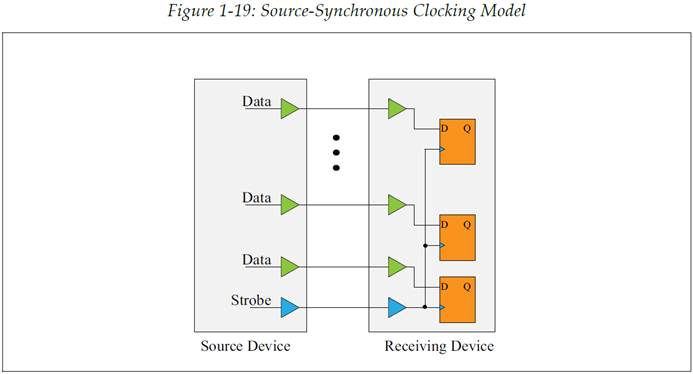 Figure 1-19: Source-Synchronous Clocking Model
Data
D Q
Data
D Q
Data
D Q
Strobe
Source Device Receiving Device